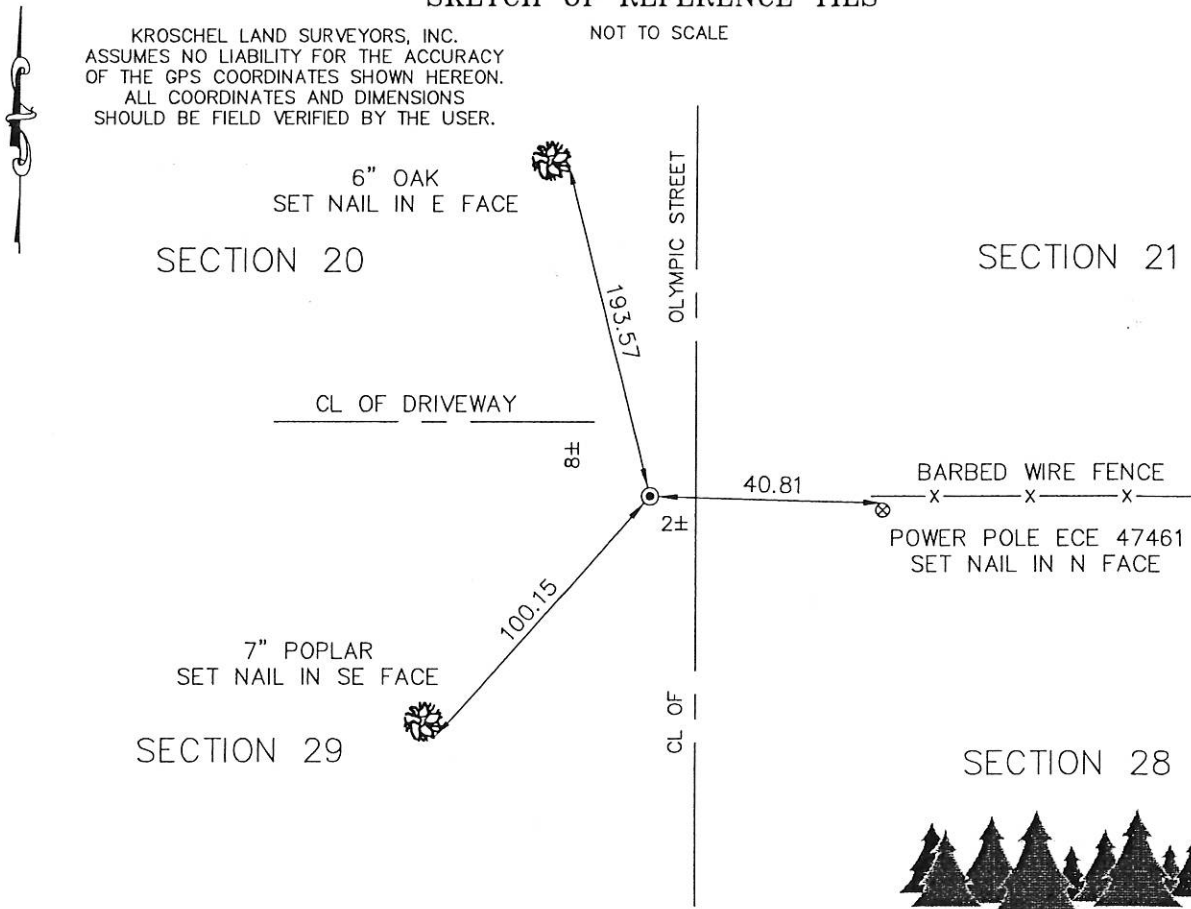 SKETCH OF REFERENCE TIES
NOT TO SCALE
KROSCHEL LAND SURVEYORS, INC.
ASSUMES NO LIABILITY FOR THE ACCURACY
OF THE GPS COORDINATES SHOWN HEREON.
ALL COORDINATES AND DIMENSIONS
SHOULD BE FIELD VERIFIED BY THE USER.
6" OAK
SET NAIL IN E FACE
OLYMPIC STREET
SECTION 20
SECTION 21
193.57
CL OF DRIVEWAY
8±
40.81
2±
BARBED WIRE FENCE
X X X
POWER POLE ECE 47461
SET NAIL IN N FACE
100.15
7" POPLAR
SET NAIL IN SE FACE
CL OF
SECTION 29
SECTION 28